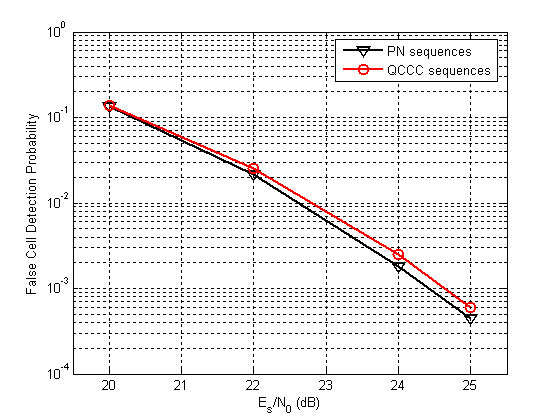 10^0
PN sequences
QCCC sequences
10^-1
10^-2
10^-3
10^-4
False Cell Detection Probability
20 21 22 23 24 25
E_s/N_0 (dB)